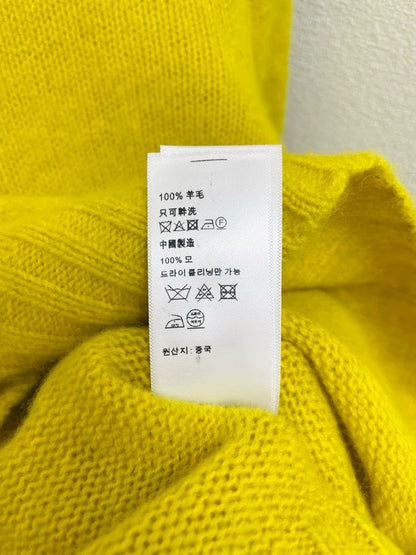 100% 羊毛
只可幹洗
中國製造
100% 모
드라이클리닝만 가능
원산지 : 중국